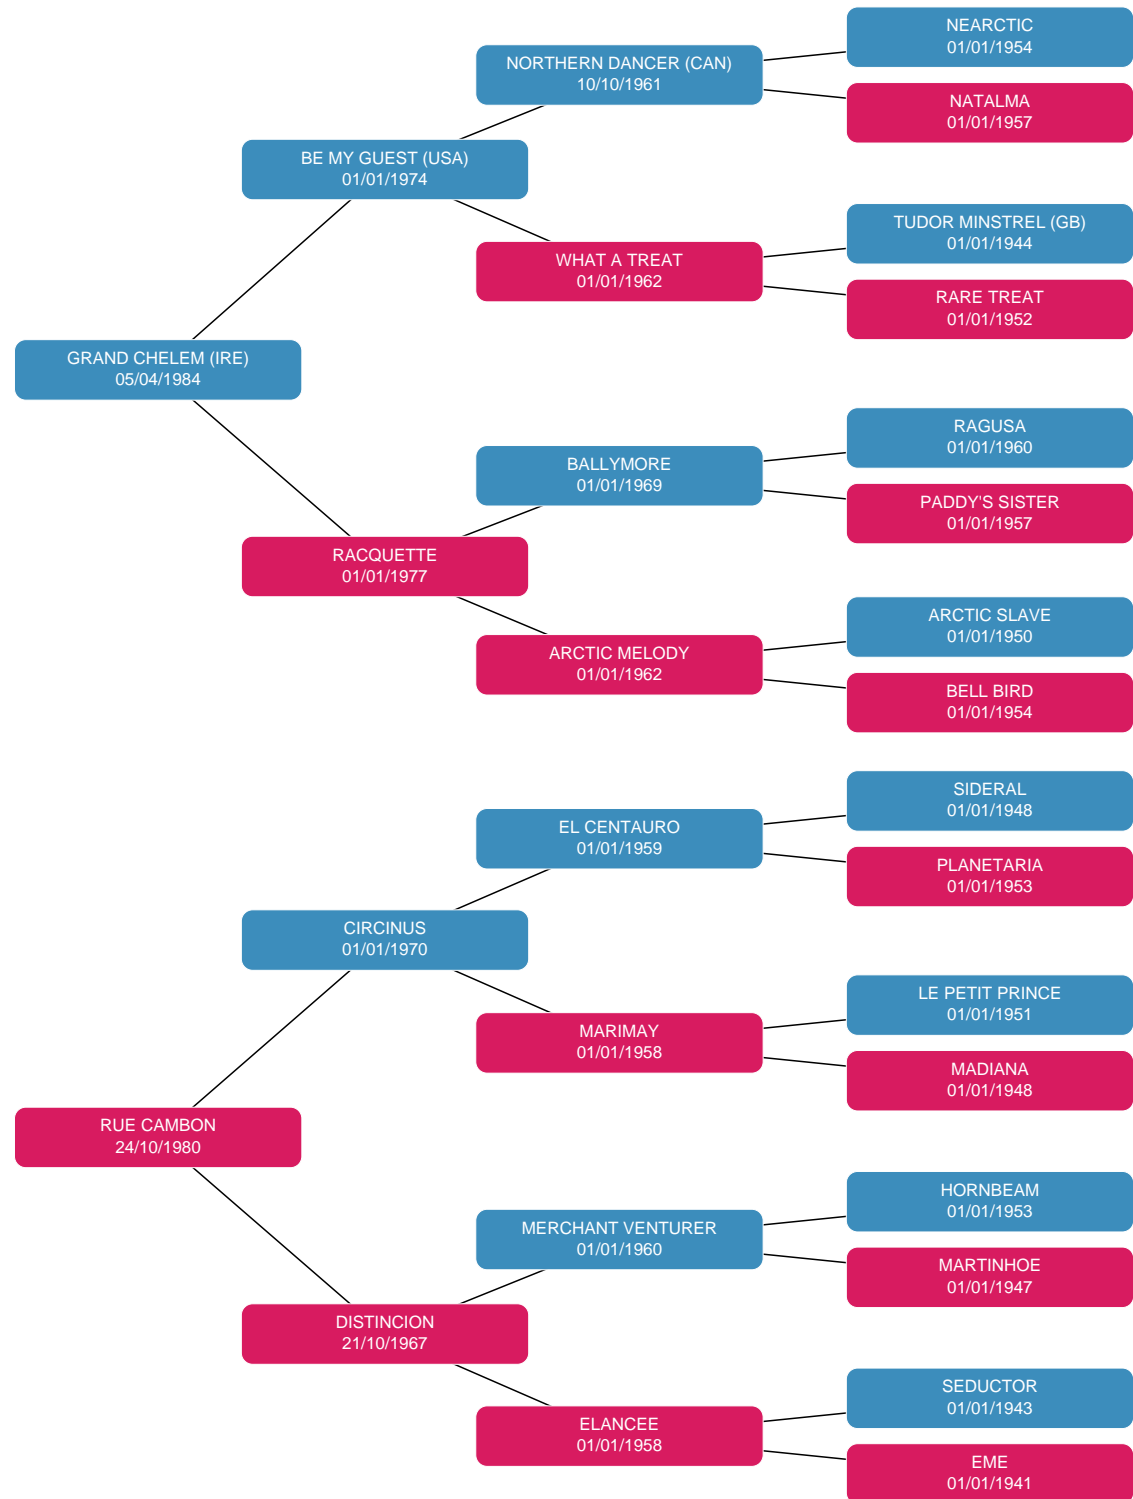 NEARCTIC
01/01/1954
NORTHERN DANCER (CAN)
10/10/1961
NATALMA
01/01/1957
BE MY GUEST (USA)
01/01/1974
TUDOR MINSTREL (GB)
01/01/1944
WHAT A TREAT
01/01/1962
RARE TREAT
01/01/1952
GRAND CHELEM (IRE)
05/04/1984
RAGUSA
01/01/1960
BALLYMORE
01/01/1969
PADDY'S SISTER
01/01/1957
RACQUETTE
01/01/1977
ARCTIC SLAVE
01/01/1950
ARCTIC MELODY
01/01/1962
BELL BIRD
01/01/1954
SIDERAL
01/01/1948
EL CENTAURO
01/01/1959
PLANETARIA
01/01/1953
CIRCINUS
01/01/1970
LE PETIT PRINCE
01/01/1951
MARIMAY
01/01/1958
MADIANA
01/01/1948
RUE CAMBON
24/10/1980
HORNBEAM
01/01/1953
MERCHANT VENTURER
01/01/1960
MARTINHOE
01/01/1947
DISTINCION
21/10/1967
SEDUCTOR
01/01/1943
ELANCEE
01/01/1958
EME
01/01/1941